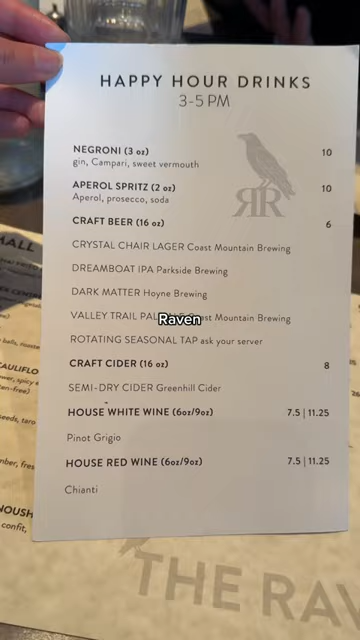 HAPPY HOUR DRINKS
3-5 PM
NEGRONI (3 oz) 10
gin, Campari, sweet vermouth
APEROL SPRITZ (2 oz) 10
Aperol, prosecco, soda
RR
CRAFT BEER (16 oz) 6
CRYSTAL CHAIR LAGER Coast Mountain Brewing
DREAMBOAT IPA Parkside Brewing
DARK MATTER Hoyne Brewing
VALLEY TRAIL Coast Mountain Brewing
Raven
ROTATING SEASONAL TAP ask your server
CRAFT CIDER (16 oz) 8
SEMI-DRY CIDER Greenhill Cider
HOUSE WHITE WINE (6oz/9oz) 7.5 | 11.25
Pinot Grigio
HOUSE RED WINE (6oz/9oz) 7.5 | 11.25
Chianti
THE RAV